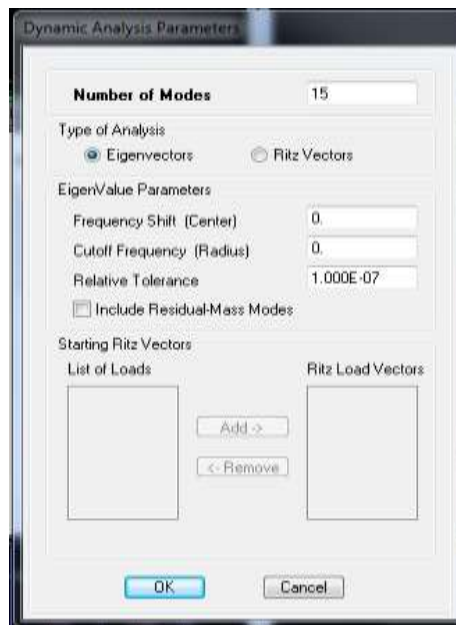 Dynamic Analysis Parameters
Number of Modes 15
Type of Analysis
Eigenvectors Ritz Vectors
EigenValue Parameters
Frequency Shift (Center) 0.
Cutoff Frequency (Radius) 0.
Relative Tolerance 1.000E-07
Include Residual-Mass Modes
Starting Ritz Vectors
List of Loads Ritz Load Vectors
Add ->
<- Remove
OK Cancel